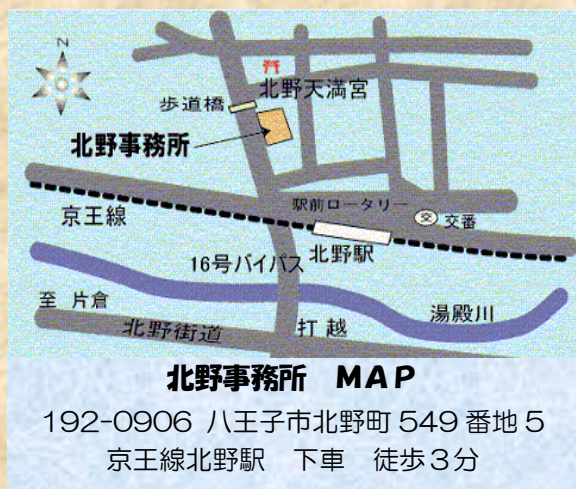 N
北野天満宮
歩道橋
北野事務所
駅前ロータリー
交 交番
京王線
北野駅
16号バイパス
至 片倉
湯殿川
北野街道
打越
北野事務所 MAP
192-0906 八王子市北野町549番地5
京王線北野駅 下車 徒歩3分